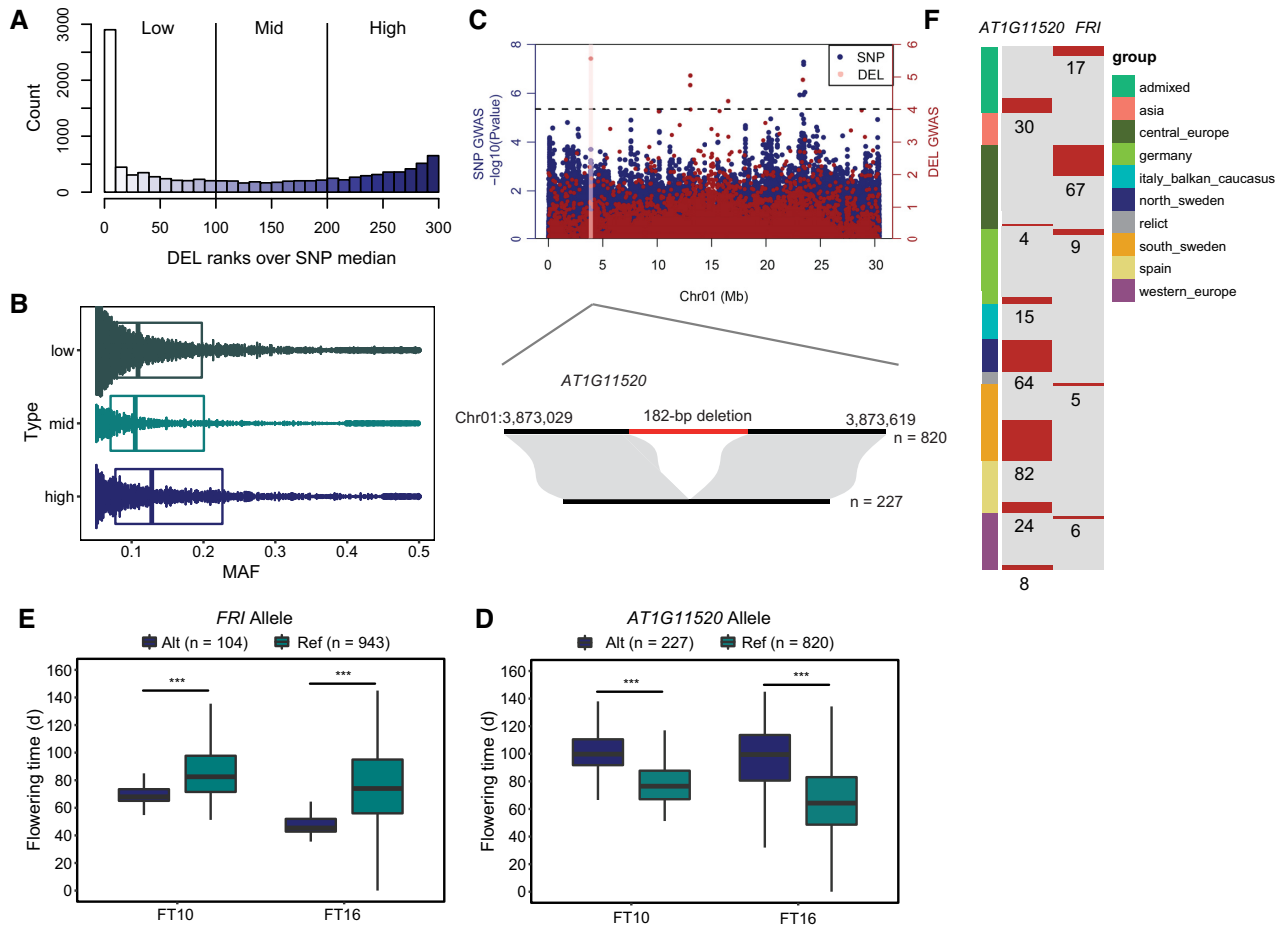 A
Low Mid High
Count
0 1000 2000 3000
0 50 100 150 200 250 300
DEL ranks over SNP median
B
Type
low
mid
high
0.1 0.2 0.3 0.4 0.5
MAF
C
SNP GWAS
−log10(Pvalue)
0 2 4 6 8
SNP
DEL
0 1 2 3 4 5 6
DEL GWAS
0 5 10 15 20 25 30
Chr01 (Mb)
AT1G11520
Chr01:3,873,029 182-bp deletion 3,873,619
n = 820
n = 227
F
AT1G11520 FRI
17
30
67
4 9
15
64 5
82
24 6
8
group
admixed
asia
central_europe
germany
italy_balkan_caucasus
north_sweden
relict
south_sweden
spain
western_europe
E
FRI Allele
Alt (n = 104) Ref (n = 943)
Flowering time (d)
160
140
120
100
80
60
40
20
0
*** ***
FT10 FT16
D
AT1G11520 Allele
Alt (n = 227) Ref (n = 820)
Flowering time (d)
160
140
120
100
80
60
40
20
0
*** ***
FT10 FT16